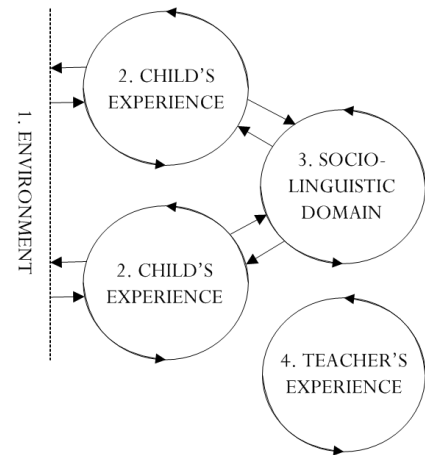 1. ENVIRONMENT
2. CHILD'S
EXPERIENCE
3. SOCIO-
LINGUISTIC
DOMAIN
2. CHILD'S
EXPERIENCE
4. TEACHER'S
EXPERIENCE